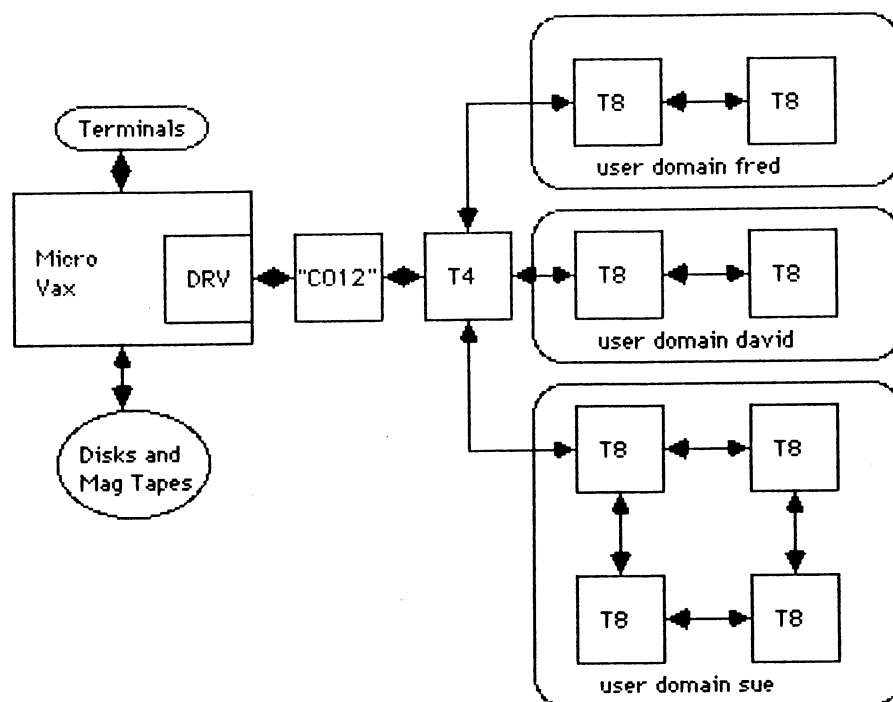 Terminals
Micro
Vax
DRV
"C012"
T4
Disks and
Mag Tapes
T8
T8
user domain fred
T8
T8
user domain david
T8
T8
T8
T8
user domain sue